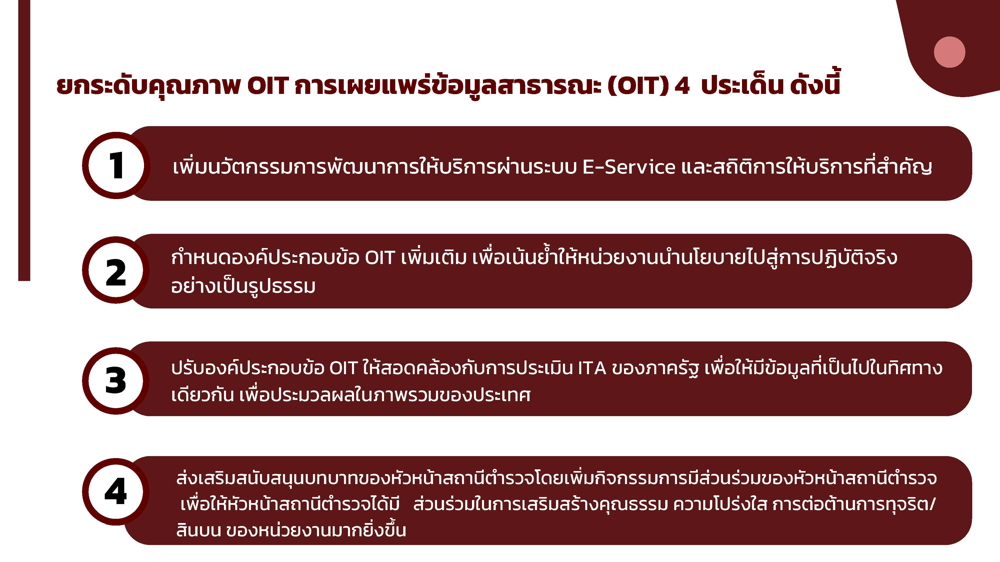 ยกระดับคุณภาพ OIT การเผยแพร่ข้อมูลสาธารณะ (OIT) 4 ประเด็น ดังนี้
1
เพิ่มนวัตกรรมการพัฒนาการให้บริการผ่านระบบ E-Service และสถิติการให้บริการที่สำคัญ
2
กำหนดองค์ประกอบข้อ OIT เพิ่มเติม เพื่อเน้นย้ำให้หน่วยงานนำนโยบายไปสู่การปฏิบัติจริง
อย่างเป็นรูปธรรม
3
ปรับองค์ประกอบข้อ OIT ให้สอดคล้องกับการประเมิน ITA ของภาครัฐ เพื่อให้มีข้อมูลที่เป็นไปในทิศทาง
เดียวกัน เพื่อประมวลผลในภาพรวมของประเทศ
4
ส่งเสริมสนับสนุนบทบาทของหัวหน้าสถานีตำรวจโดยเพิ่มกิจกรรมการมีส่วนร่วมของหัวหน้าสถานีตำรวจ
เพื่อให้หัวหน้าสถานีตำรวจได้มี ส่วนร่วมในการเสริมสร้างคุณธรรม ความโปร่งใส การต่อต้านการทุจริต/
สินบน ของหน่วยงานมากยิ่งขึ้น